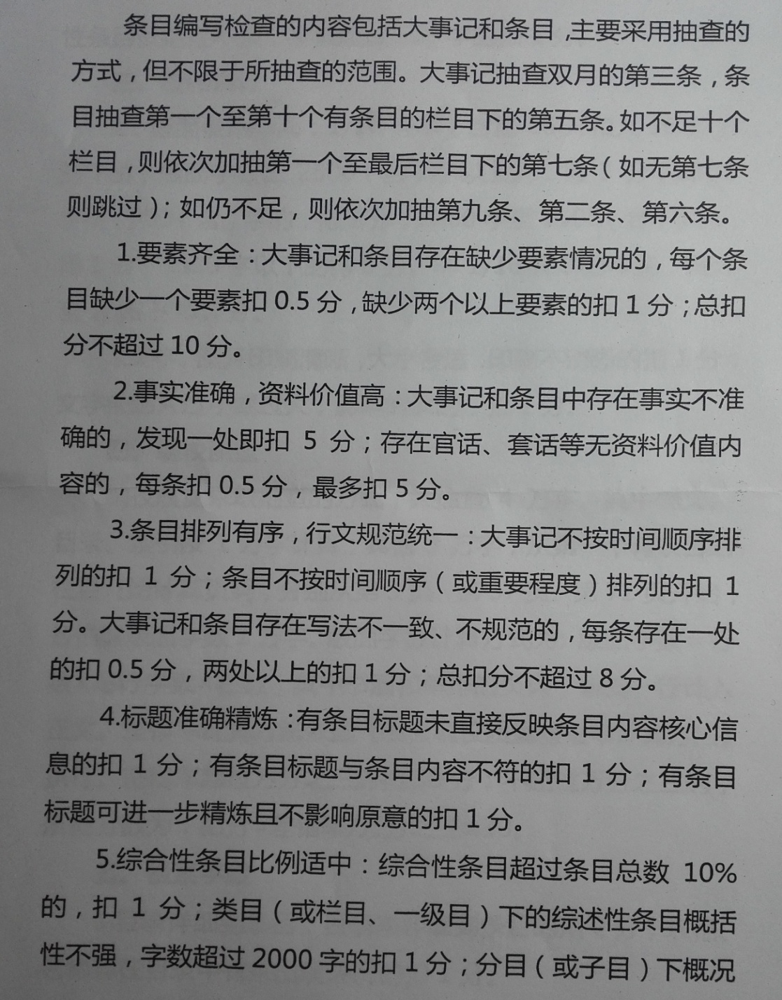 条目编写检查的内容包括大事记和条目,主要采用抽查的
方式，但不限于所抽查的范围。大事记抽查双月的第三条，条
目抽查第一个至第十个有条目的栏目下的第五条。如不足十个
栏目，则依次加抽第一个至最后栏目下的第七条（如无第七条
则跳过）；如仍不足，则依次加抽第九条、第二条、第六条。
1.要素齐全：大事记和条目存在缺少要素情况的，每个条
目缺少一个要素扣 0.5 分，缺少两个以上要素的扣 1 分；总扣
分不超过 10 分。
2.事实准确，资料价值高：大事记和条目中存在事实不准
确的，发现一处即扣 5 分；存在官话、套话等无资料价值内
容的，每条扣 0.5 分，最多扣 5 分。
3.条目排列有序，行文规范统一：大事记不按时间顺序排
列的扣 1 分；条目不按时间顺序（或重要程度）排列的扣 1
分。大事记和条目存在写法不一致、不规范的，每条存在一处
的扣 0.5 分，两处以上的扣 1 分；总扣分不超过 8 分。
4.标题准确精炼：有条目标题未直接反映条目内容核心信
息的扣 1 分；有条目标题与条目内容不符的扣 1 分；有条目
标题可进一步精炼且不影响原意的扣 1 分。
5.综合性条目比例适中：综合性条目超过条目总数 10%
的，扣 1 分；类目（或栏目、一级目）下的综述性条目概括
性不强，字数超过 2000 字的扣 1 分；分目（或子目）下概况